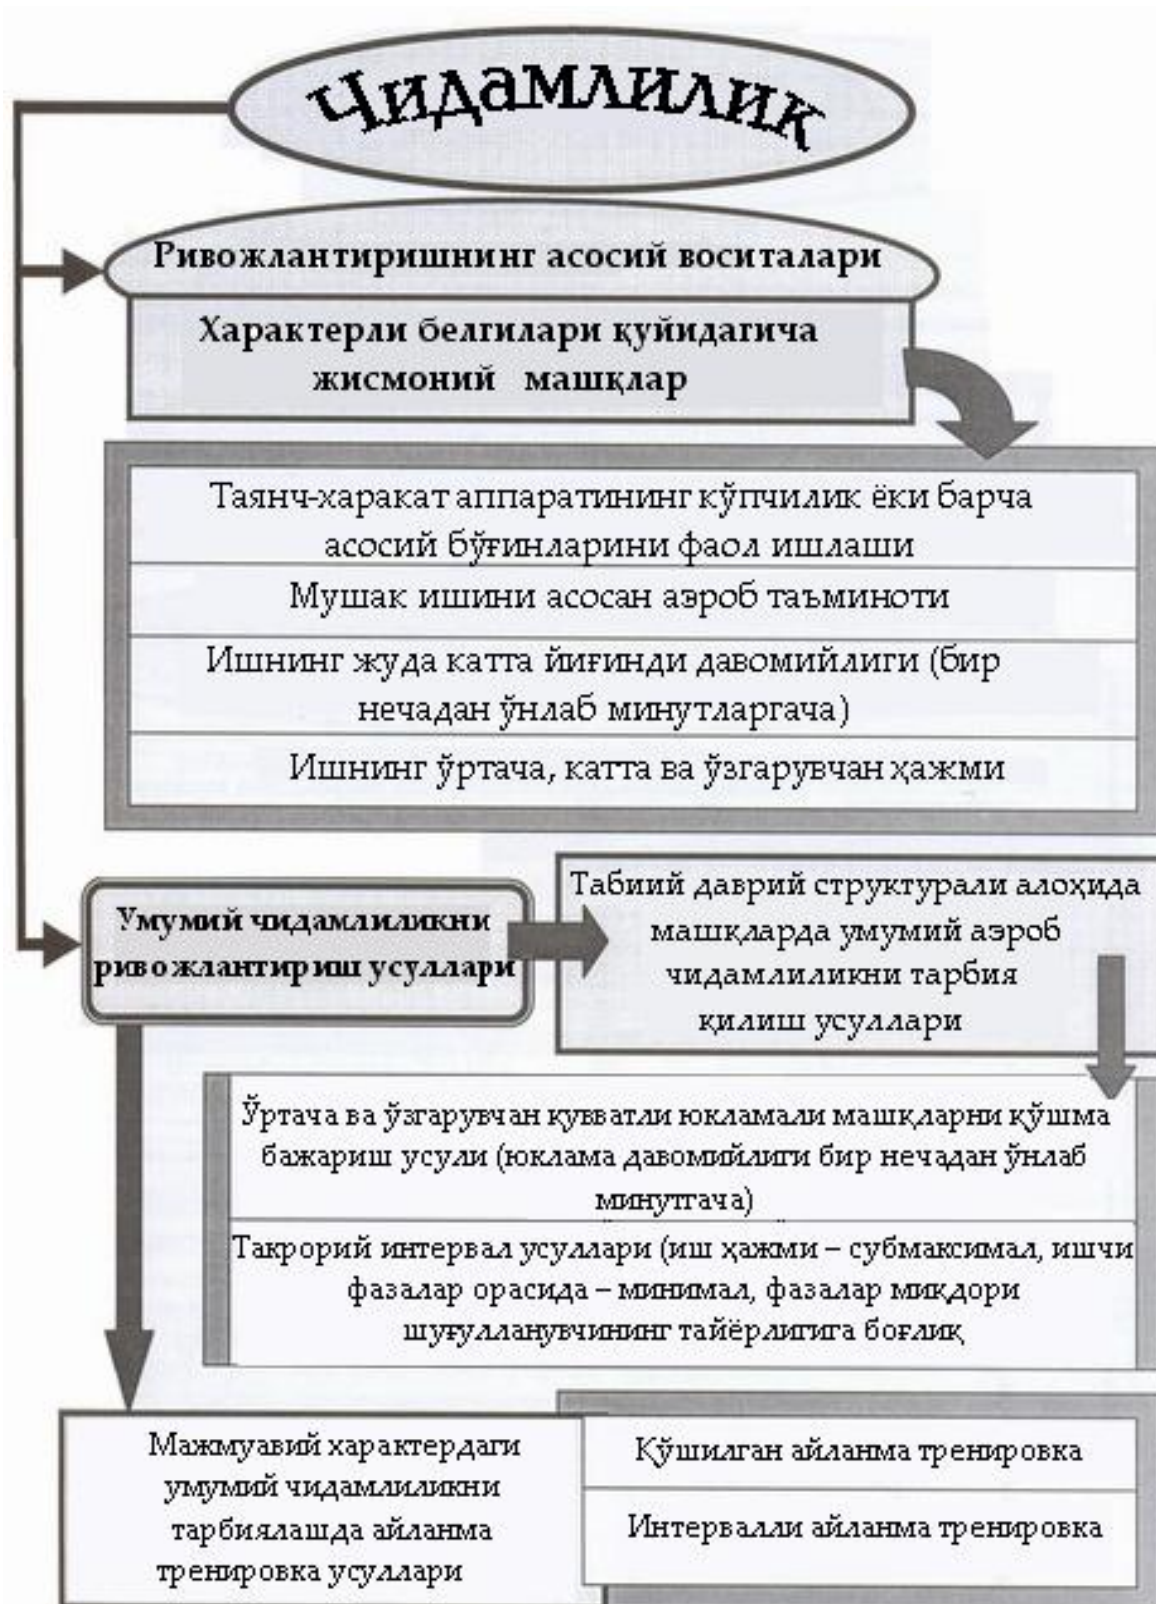 Чидамлилиқ
Ривожлантиришнинг асосий воситалари
Характерли белгилари қуйидагича
жисмоний машқлар
Таянч-харакат аппаратининг кўпчилик ёки барча
асосий бўғинларини фаол ишлаши
Мушак ишини асосан аэроб таъминоти
Ишнинг жуда катта йиғинди давомийлиги (бир
нечадан ўнлаб минутларгача)
Ишнинг ўртача, катта ва ўзгарувчан ҳажми
Умумий чидамлиликни
ривожлантириш усуллари
Табиий даврий структурали алоҳида
машқларда умумий аэроб
чидамлиликни тарбия
қилиш усуллари
Ўртача ва ўзгарувчан қувватли юкламали машқларни қўшма
бажариш усули (юклама давомийлиги бир нечадан ўнлаб
минутгача)
Такрорий интервал усуллари (иш ҳажми – субмаксимал, ишчи
фазалар орасида – минимал, фазалар миқдори
шуғулланувчининг тайёрлигига боғлиқ
Мажмуавий характердаги
умумий чидамлиликни
тарбиялашда айланма
тренировка усуллари
Қўшилган айланма тренировка
Интервалли айланма тренировка